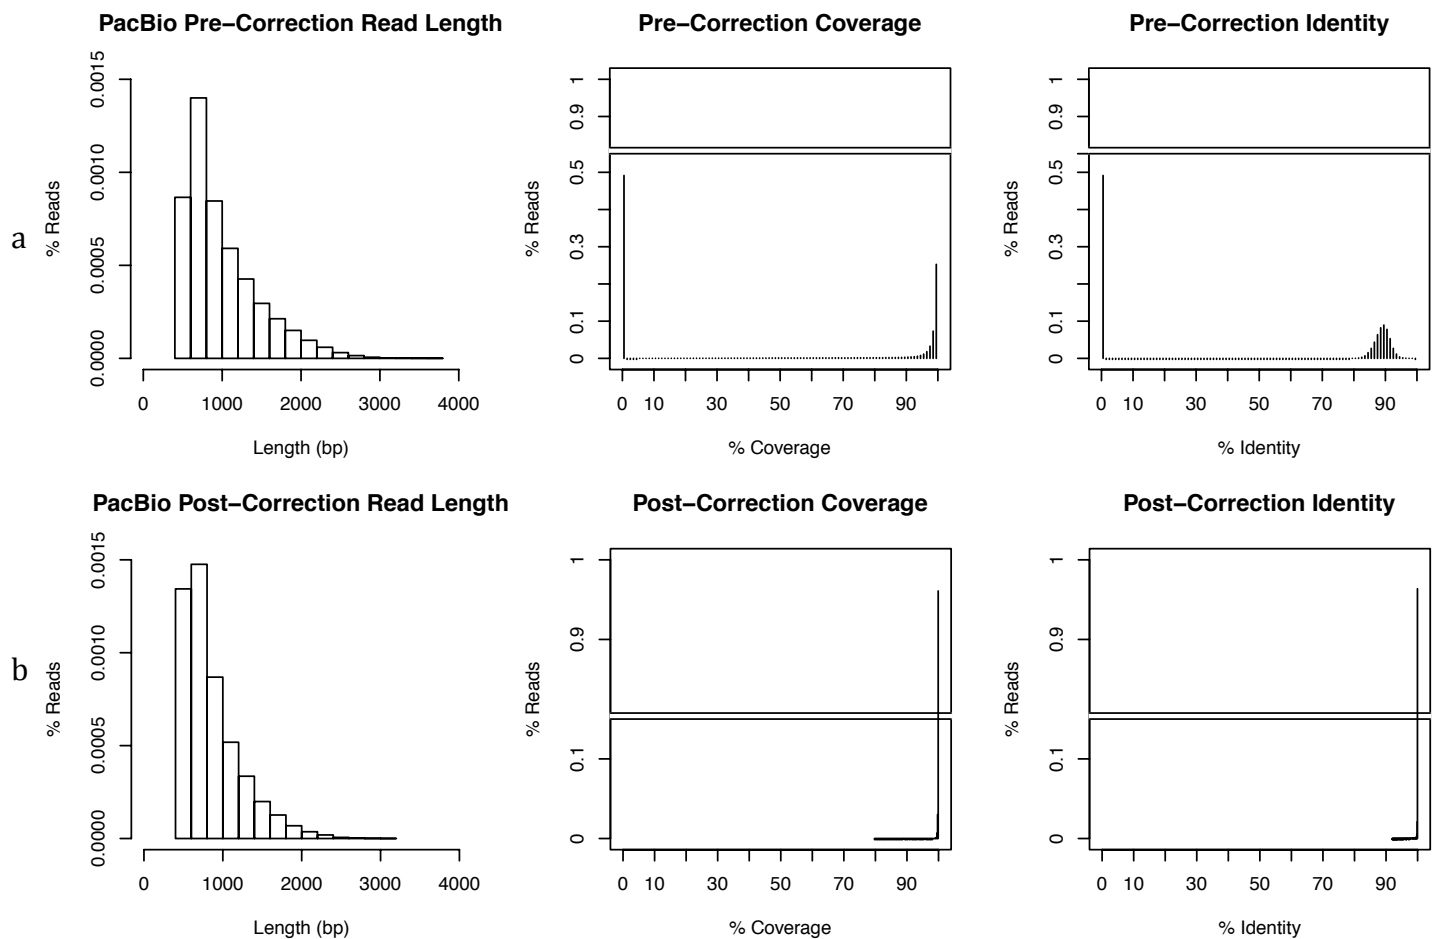 PacBio Pre−Correction Read Length
Pre−Correction Coverage
Pre−Correction Identity
a
% Reads
0.0000 0.0005 0.0010 0.0015
0 1000 2000 3000 4000
Length (bp)
% Reads
0 0.1 0.3 0.5 0.9 1
0 10 30 50 70 90
% Coverage
% Reads
0 0.1 0.3 0.5 0.9 1
0 10 30 50 70 90
% Identity
PacBio Post−Correction Read Length
Post−Correction Coverage
Post−Correction Identity
b
% Reads
0.0000 0.0005 0.0010 0.0015
0 1000 2000 3000 4000
Length (bp)
% Reads
0 0.1 0.9 1
0 10 30 50 70 90
% Coverage
% Reads
0 0.1 0.9 1
0 10 30 50 70 90
% Identity